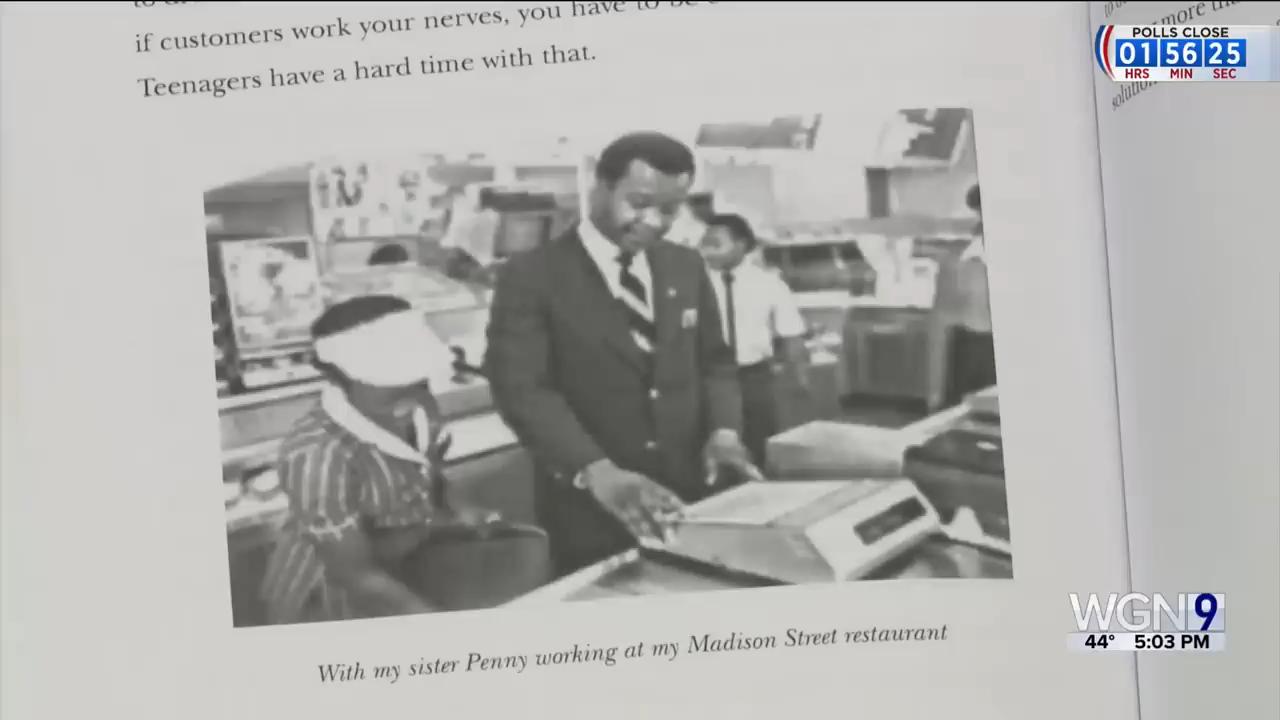 if customers work your nerves, you have to be
Teenagers have a hard time with that.
With my sister Penny working at my Madison Street restaurant
more
solution
POLLS CLOSE
01 56 25
HRS MIN SEC
WGN9
44° 5:03 PM